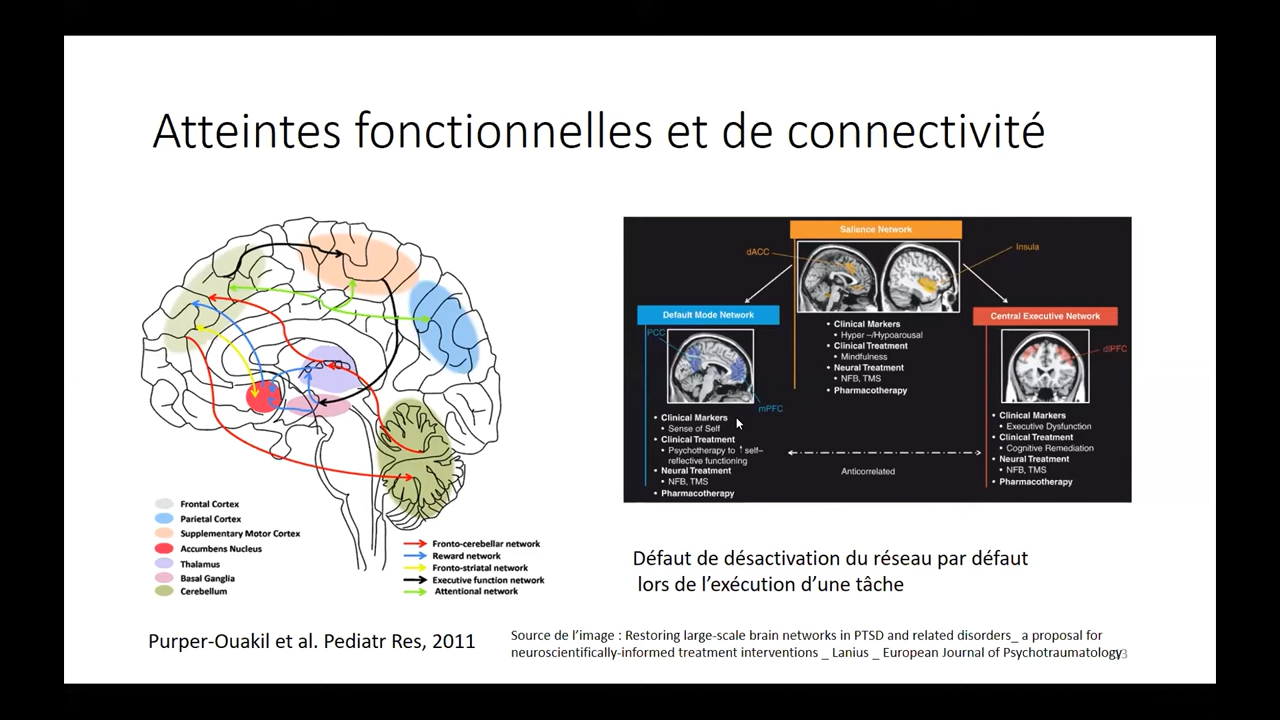 Atteintes fonctionnelles et de connectivité
Frontal Cortex
Parietal Cortex
Supplementary Motor Cortex
Accumbens Nucleus
Thalamus
Basal Ganglia
Cerebellum
Fronto-cerebellar network
Reward network
Fronto-striatal network
Executive function network
Attentional network
Purper-Ouakil et al. Pediatr Res, 2011
Salience Network
dACC
Insula
• Clinical Markers
• Hyper –/Hypoarousal
• Clinical Treatment
• Mindfulness
• Neural Treatment
• NFB, TMS
• Pharmacotherapy
Default Mode Network
PCC
mPFC
• Clinical Markers
• Sense of Self
• Clinical Treatment
• Psychotherapy to ↑ self–
reflective functioning
• Neural Treatment
• NFB, TMS
• Pharmacotherapy
Anticorrelated
Central Executive Network
dlPFC
• Clinical Markers
• Executive Dysfunction
• Clinical Treatment
• Cognitive Remediation
• Neural Treatment
• NFB, TMS
• Pharmacotherapy
Défaut de désactivation du réseau par défaut
lors de l’exécution d’une tâche
Source de l’image : Restoring large-scale brain networks in PTSD and related disorders_ a proposal for
neuroscientifically-informed treatment interventions _ Lanius _ European Journal of Psychotraumatology